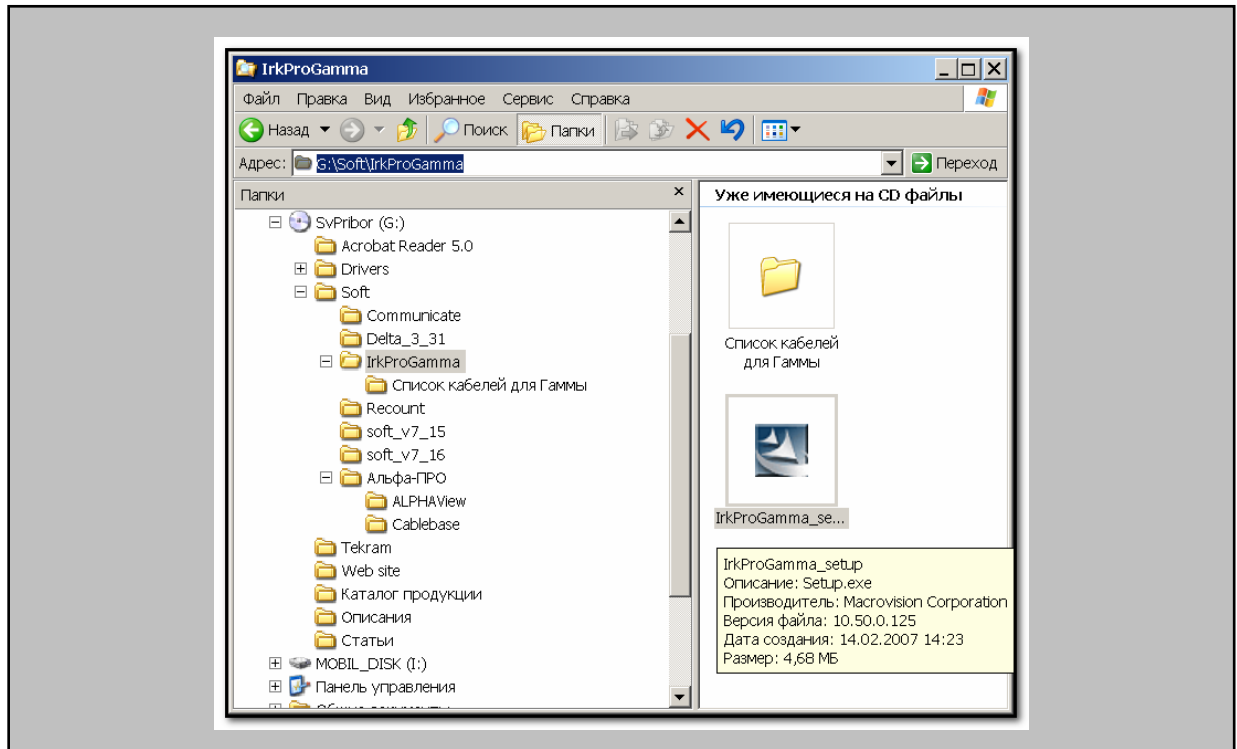 IrkProGamma
Файл Правка Вид Избранное Сервис Справка
Назад Поиск Папки
Адрес: G:\Soft\IrkProGamma Переход
Папки
SvPribor (G:)
Acrobat Reader 5.0
Drivers
Soft
Communicate
Delta_3_31
IrkProGamma
Список кабелей для Гаммы
Recount
soft_v7_15
soft_v7_16
Альфа-ПРО
ALPHAView
Cablebase
Tekram
Web site
Каталог продукции
Описания
Статьи
MOBIL_DISK (I:)
Панель управления
Уже имеющиеся на CD файлы
Список кабелей
для Гаммы
IrkProGamma_se...
IrkProGamma_setup
Описание: Setup.exe
Производитель: Macrovision Corporation
Версия файла: 10.50.0.125
Дата создания: 14.02.2007 14:23
Размер: 4,68 МБ